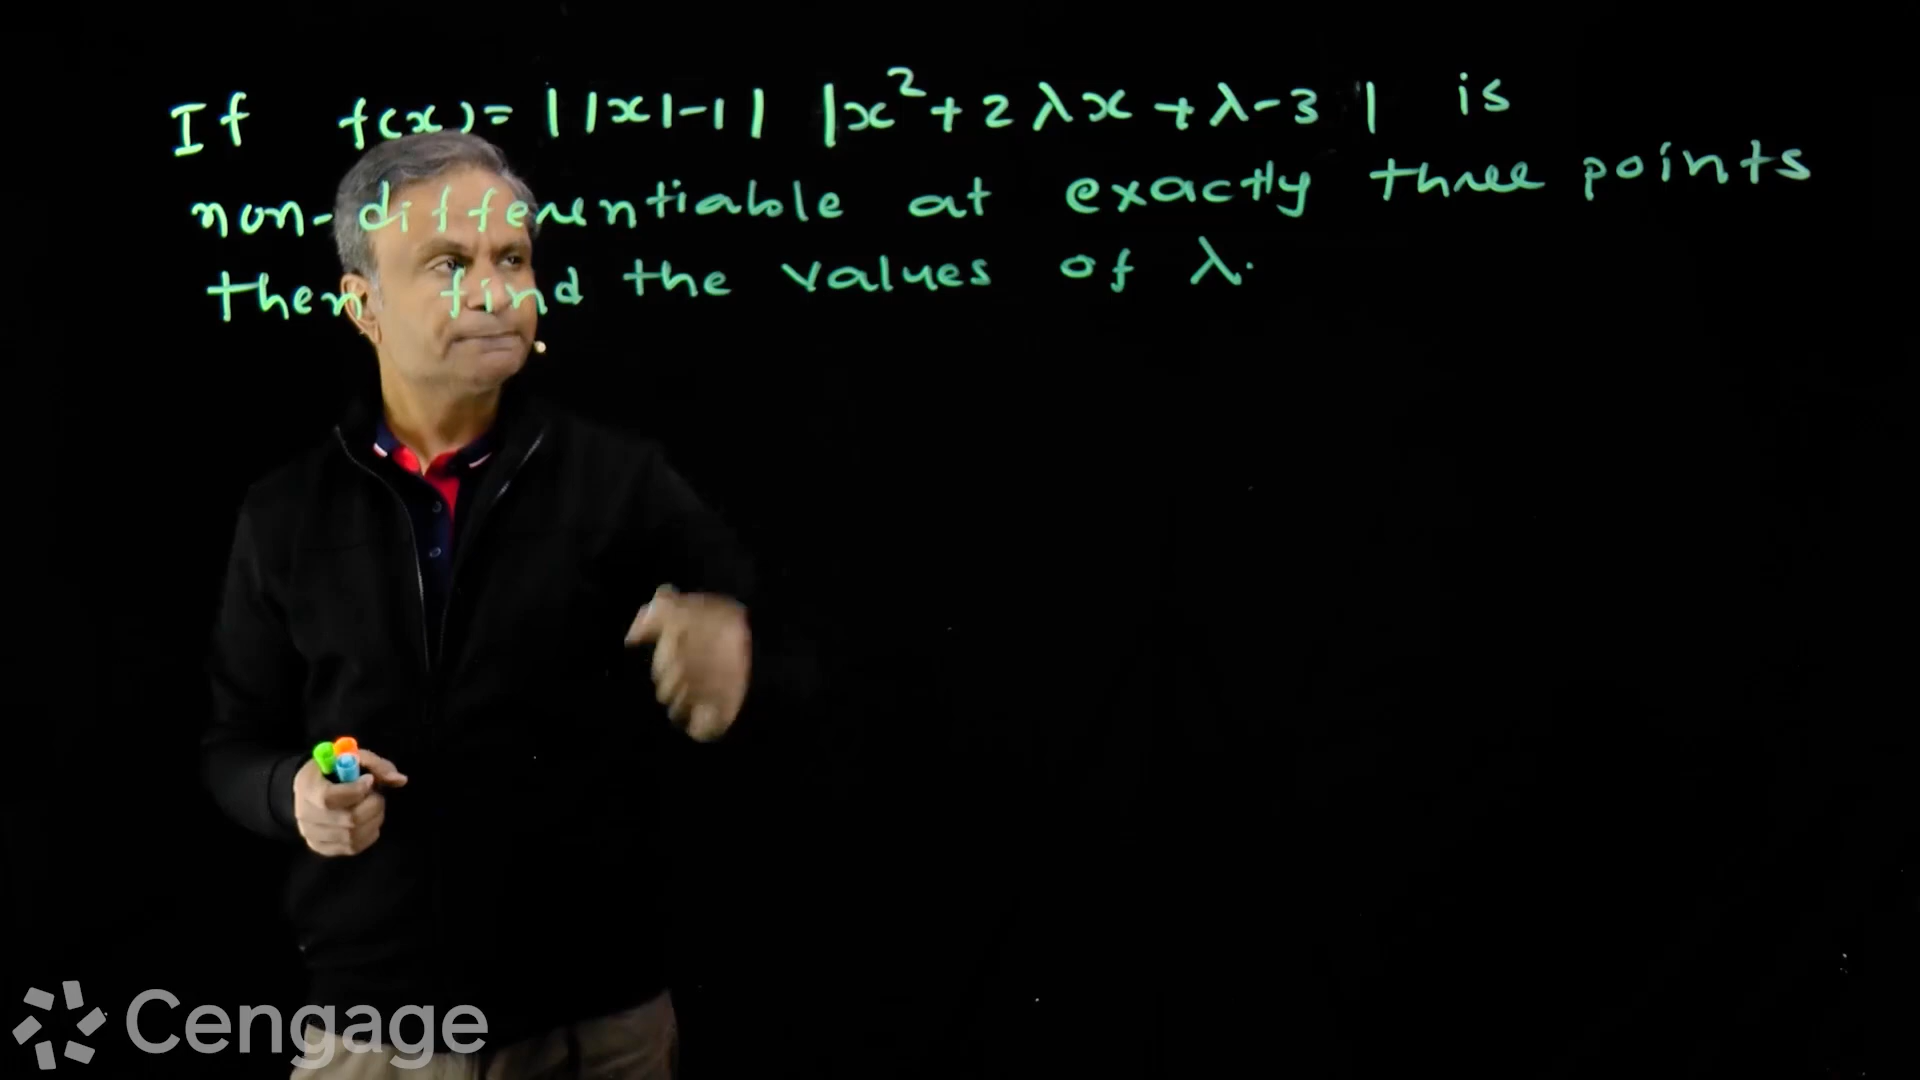 If f(x) = ||x|-1| |x²+2λx+λ-3| is
non-differentiable at exactly three points
then find the values of λ.
Cengage